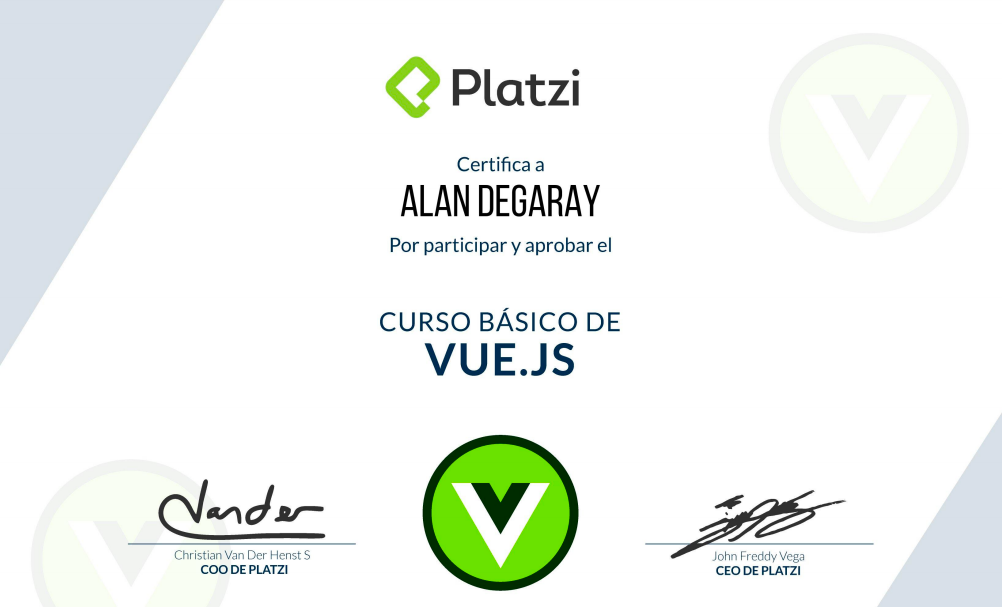 Platzi
Certifica a
ALAN DEGARAY
Por participar y aprobar el
CURSO BÁSICO DE
VUE.JS
Vander
Christian Van Der Henst S
COO DE PLATZI
John Freddy Vega
CEO DE PLATZI